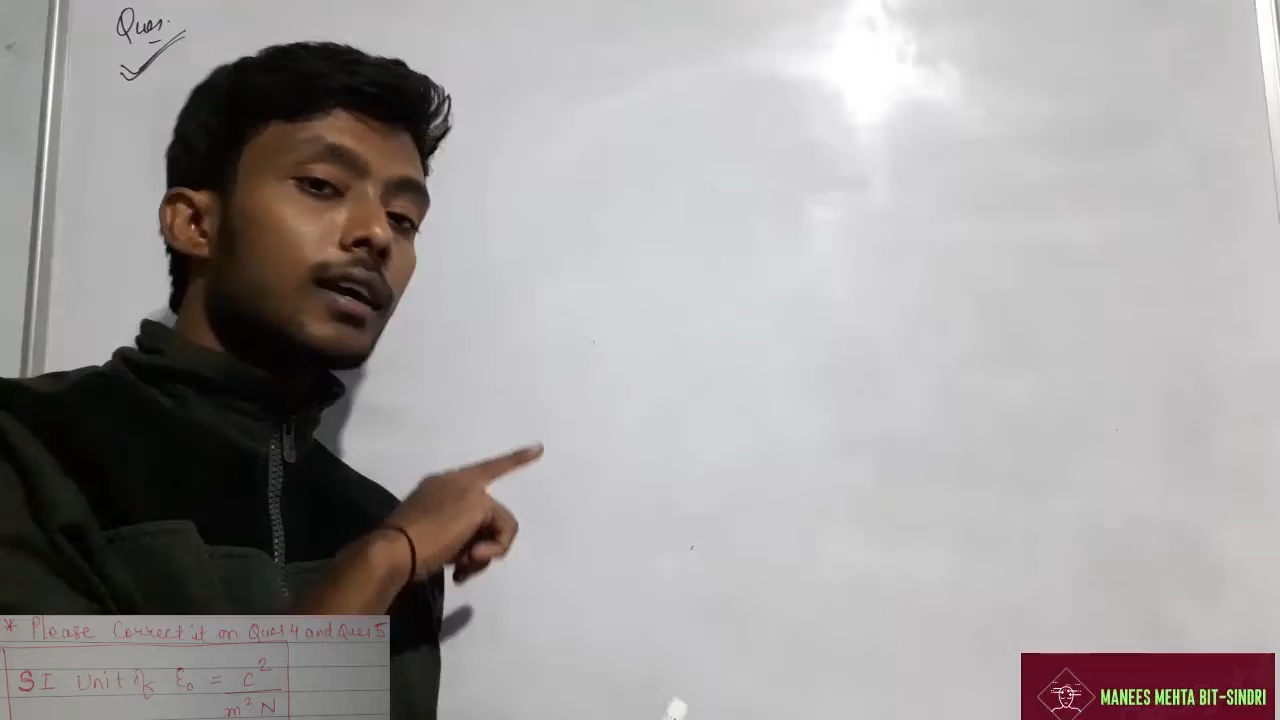 Ques.
* Please Correct it on Ques 4 and Ques 5
SI Unit of ε₀ = C²
m² N
MANEES MEHTA BIT-SINDRI